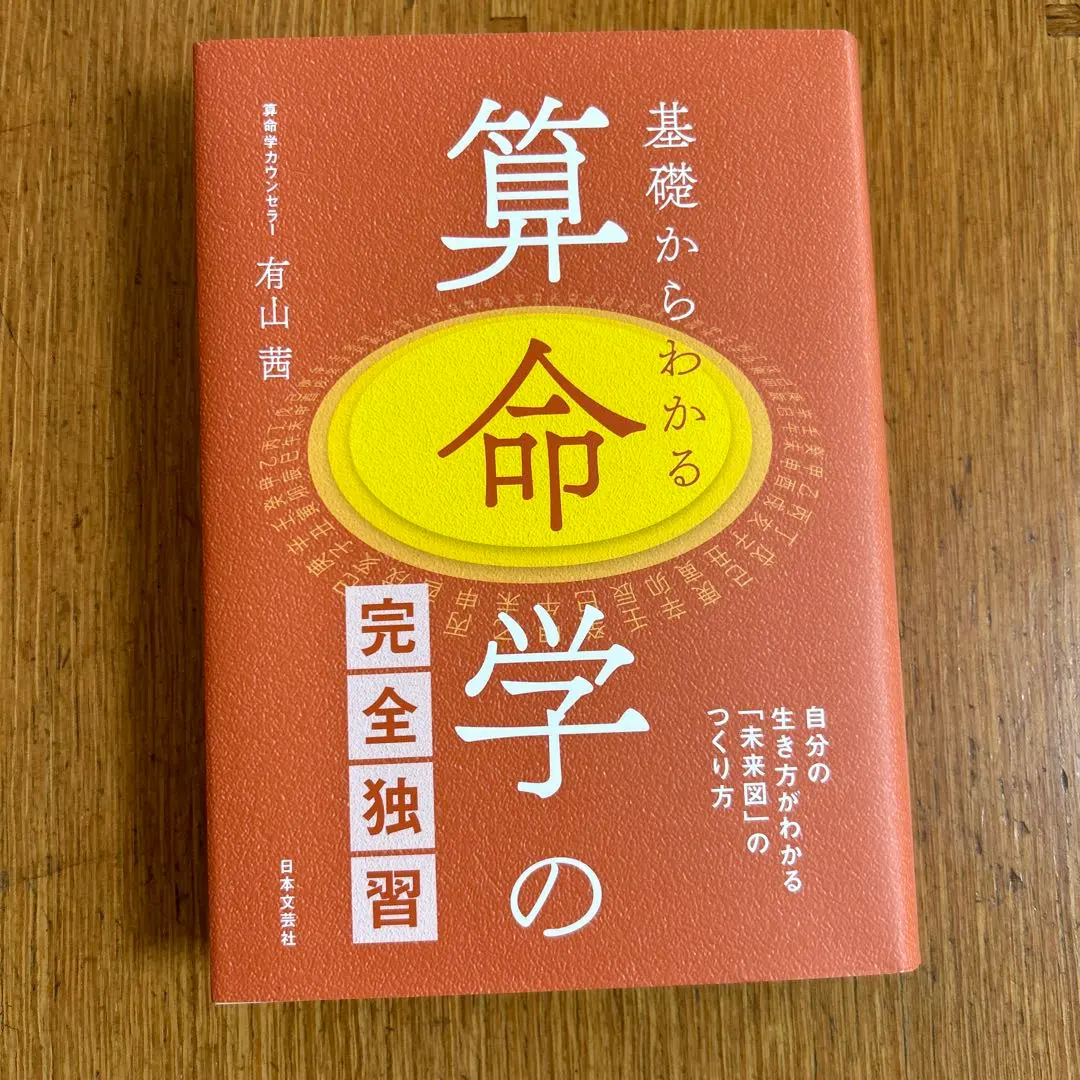 基礎からわかる
算命学の
完全独習
自分の
生き方がわかる
「未来図」の
つくり方
算命学カウンセラー 有山 茜
日本文芸社